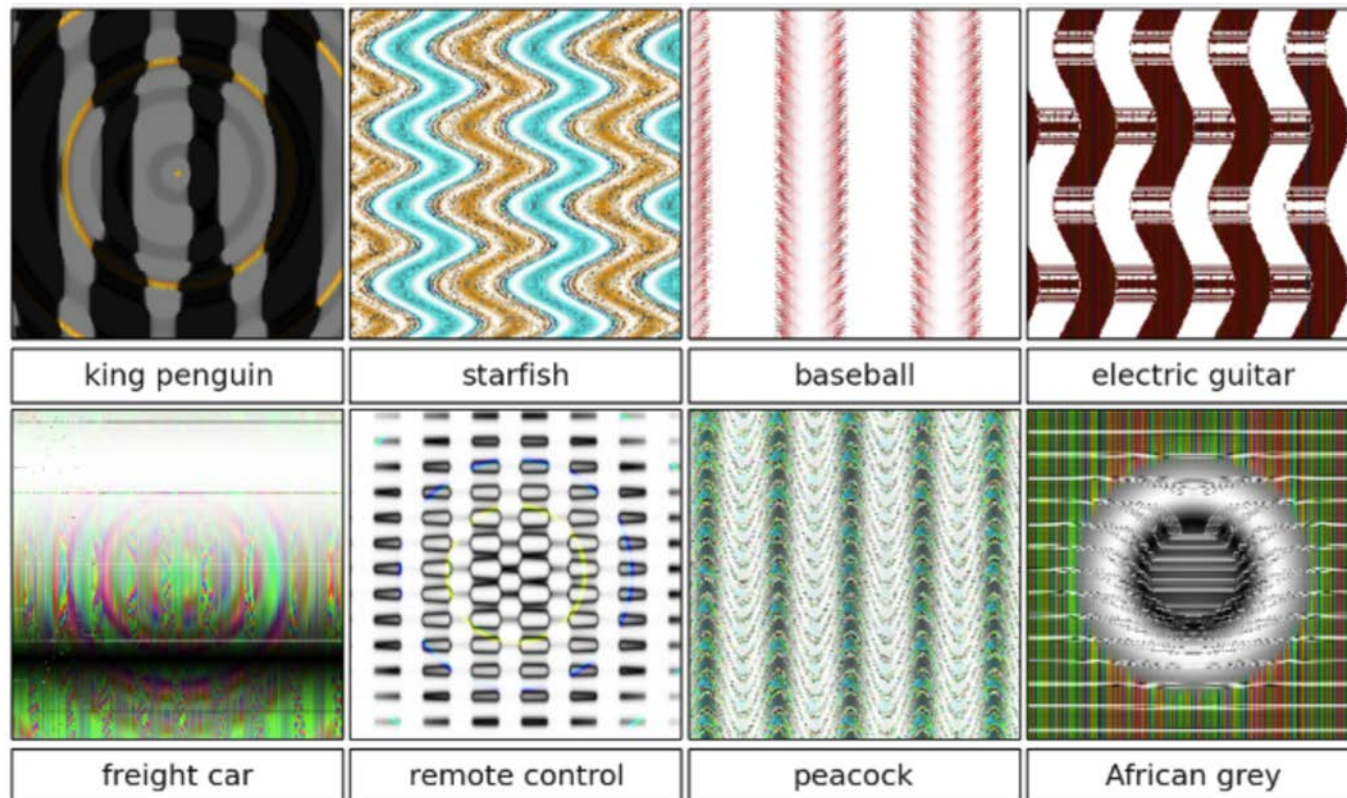 king penguin
starfish
baseball
electric guitar
freight car
remote control
peacock
African grey